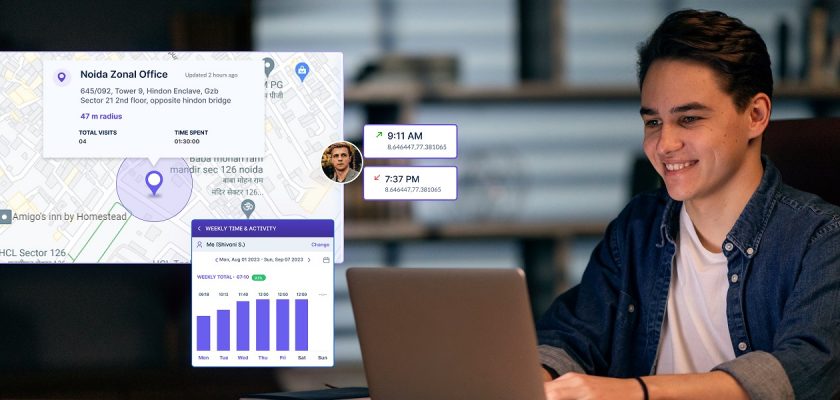 Noida Zonal Office
Updated 2 hours ago
645/092, Tower 9, Hindon Enclave, Gzb
Sector 21 2nd floor, opposite hindon bridge
47 m radius
TOTAL VISITS
TIME SPENT
04
01:30:00
M PG
पीजी
Baba mohan ram
mandir sec 126 noida
बाबा मोहन राम
मंदिर सेक्टर 126...
Amigo's inn by Homestead
HCL Sector 126
9:11 AM
8.646447,77.381065
7:37 PM
8.646447,77.381065
WEEKLY TIME & ACTIVITY
Me (Shivani S.)
Change
Mon, Aug 01 2023 - Sun, Sep 07 2023
WEEKLY TOTAL - 07:10
09:18 10:13 11:40 12:00 12:00 12:00 --:--
Mon Tue Wed Thu Fri Sat Sun